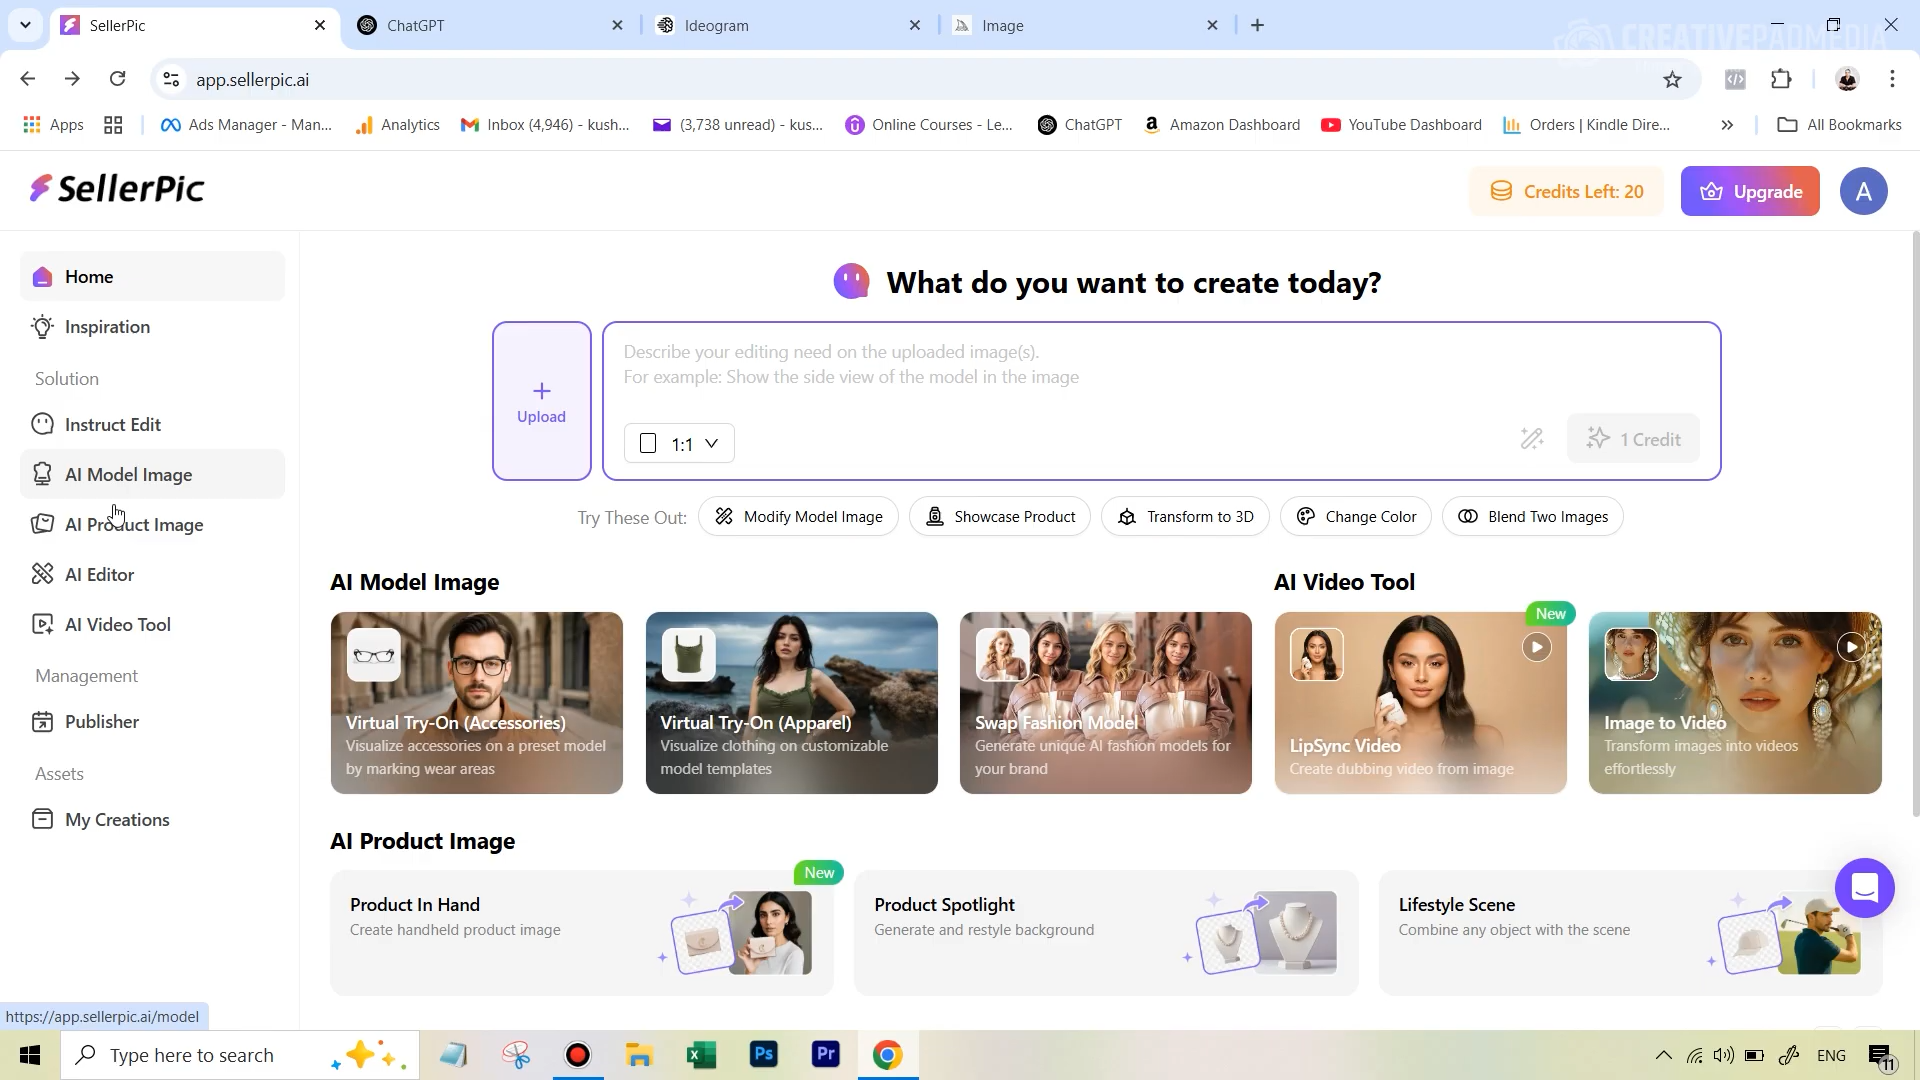 SellerPic
ChatGPT
Ideogram
Image
CREATIVEPADMEDIA
app.sellerpic.ai
Apps
Ads Manager - Man...
Analytics
Inbox (4,946) - kush...
(3,738 unread) - kus...
Online Courses - Le...
ChatGPT
Amazon Dashboard
YouTube Dashboard
Orders | Kindle Dire...
All Bookmarks
SellerPic
Credits Left: 20
Upgrade
A
Home
Inspiration
Solution
Instruct Edit
AI Model Image
AI Product Image
AI Editor
AI Video Tool
Management
Publisher
Assets
My Creations
What do you want to create today?
Upload
Describe your editing need on the uploaded image(s).
For example: Show the side view of the model in the image
1:1
1 Credit
Try These Out:
Modify Model Image
Showcase Product
Transform to 3D
Change Color
Blend Two Images
AI Model Image
Virtual Try-On (Accessories)
Visualize accessories on a preset model
by marking wear areas
Virtual Try-On (Apparel)
Visualize clothing on customizable
model templates
Swap Fashion Model
Generate unique AI fashion models for
your brand
AI Video Tool
New
LipSync Video
Create dubbing video from image
Image to Video
Transform images into videos
effortlessly
AI Product Image
New
Product In Hand
Create handheld product image
Product Spotlight
Generate and restyle background
Lifestyle Scene
Combine any object with the scene
https://app.sellerpic.ai/model
Type here to search
Ps
Pr
ENG
11